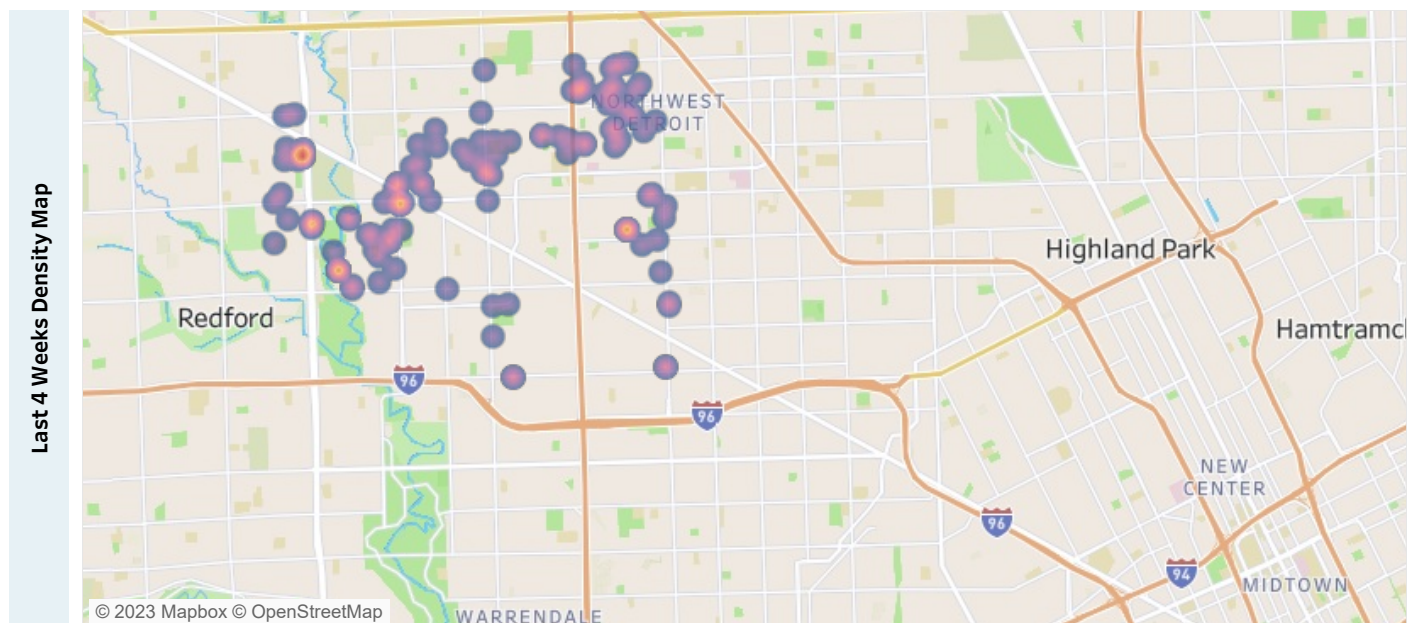 Last 4 Weeks Density Map
NORTHWEST
DETROIT
Highland Park
Redford
Hamtramc
96
96
NEW
CENTER
96
94
MIDTOWN
© 2023 Mapbox © OpenStreetMap
WARRENDALE